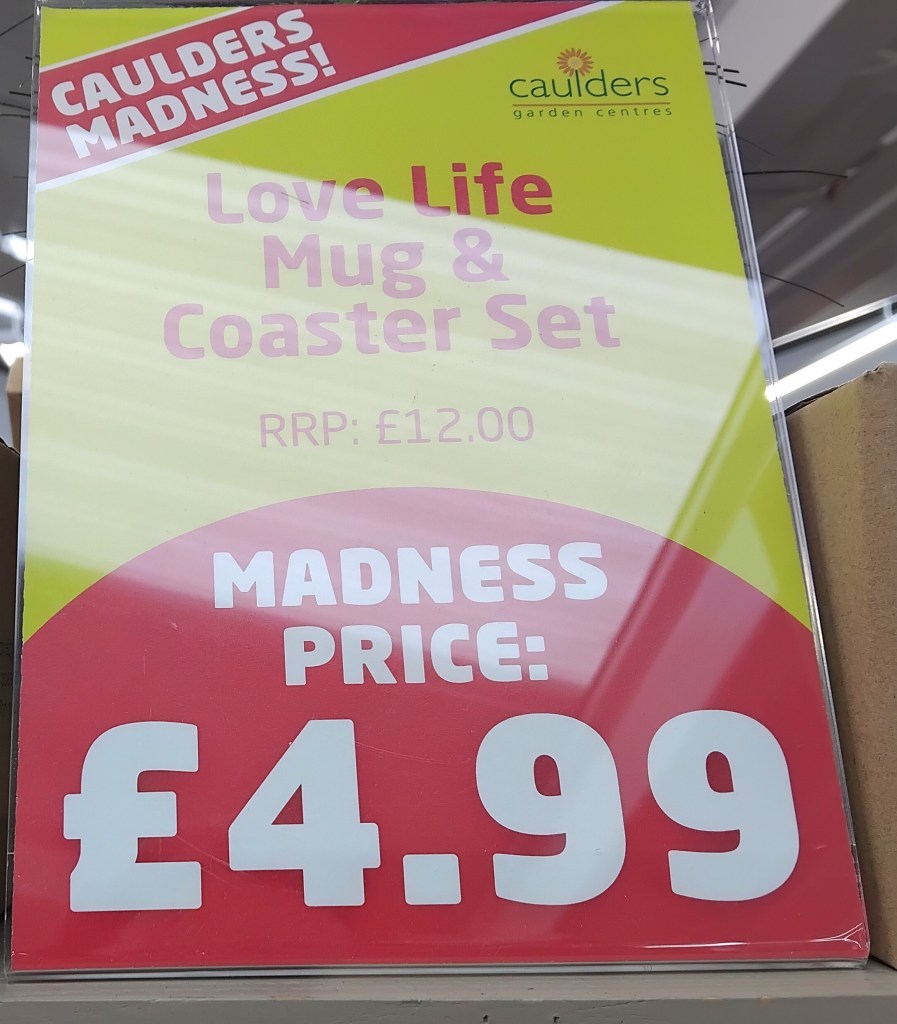 CAULDERS
MADNESS!
caulders
garden centres
Love Life
Mug &
Coaster Set
RRP: £12.00
MADNESS
PRICE:
£4.99